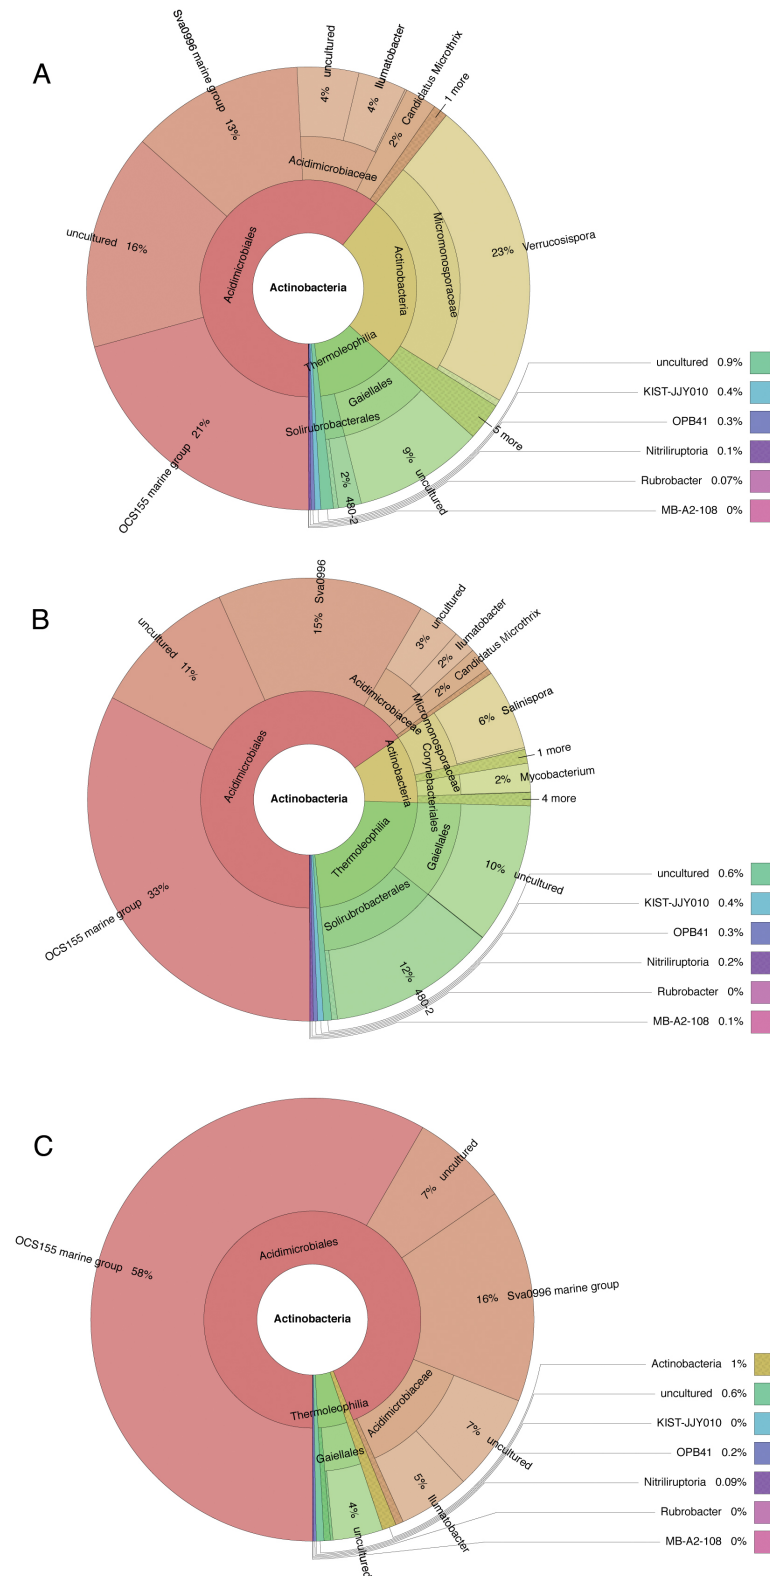 A
Sva0996 marine group 13%
4% uncultured
4% Ilumatobacter
2% Candidatus Microthrix
1 more
Acidimicrobiaceae
uncultured 16%
Acidimicrobiales
Actinobacteria
Actinobacteria
Micromonosporaceae
23% Verrucosispora
Thermoleophilia
Gaiellales
Solirubrobacterales
OCS155 marine group 21%
2% 480-2
9% uncultured
5 more
uncultured 0.9%
KIST-JJY010 0.4%
OPB41 0.3%
Nitriliruptoria 0.1%
Rubrobacter 0.07%
MB-A2-108 0%
B
uncultured 11%
15% Sva0996
3% uncultured
2% Ilumatobacter
2% Candidatus Microthrix
Acidimicrobiaceae
Micromonosporaceae
6% Salinispora
1 more
2% Mycobacterium
4 more
Acidimicrobiales
Actinobacteria
Actinobacteria
Corynebacteriales
Thermoleophilia
Gaiellales
10% uncultured
Solirubrobacterales
12% 480-2
OCS155 marine group 33%
uncultured 0.6%
KIST-JJY010 0.4%
OPB41 0.3%
Nitriliruptoria 0.2%
Rubrobacter 0%
MB-A2-108 0.1%
C
OCS155 marine group 58%
7% uncultured
Acidimicrobiales
16% Sva0996 marine group
Actinobacteria
Acidimicrobiaceae
Thermoleophilia
Gaiellales
7% uncultured
5% Ilumatobacter
4% uncultured
Actinobacteria 1%
uncultured 0.6%
KIST-JJY010 0%
OPB41 0.2%
Nitriliruptoria 0.09%
Rubrobacter 0%
MB-A2-108 0%